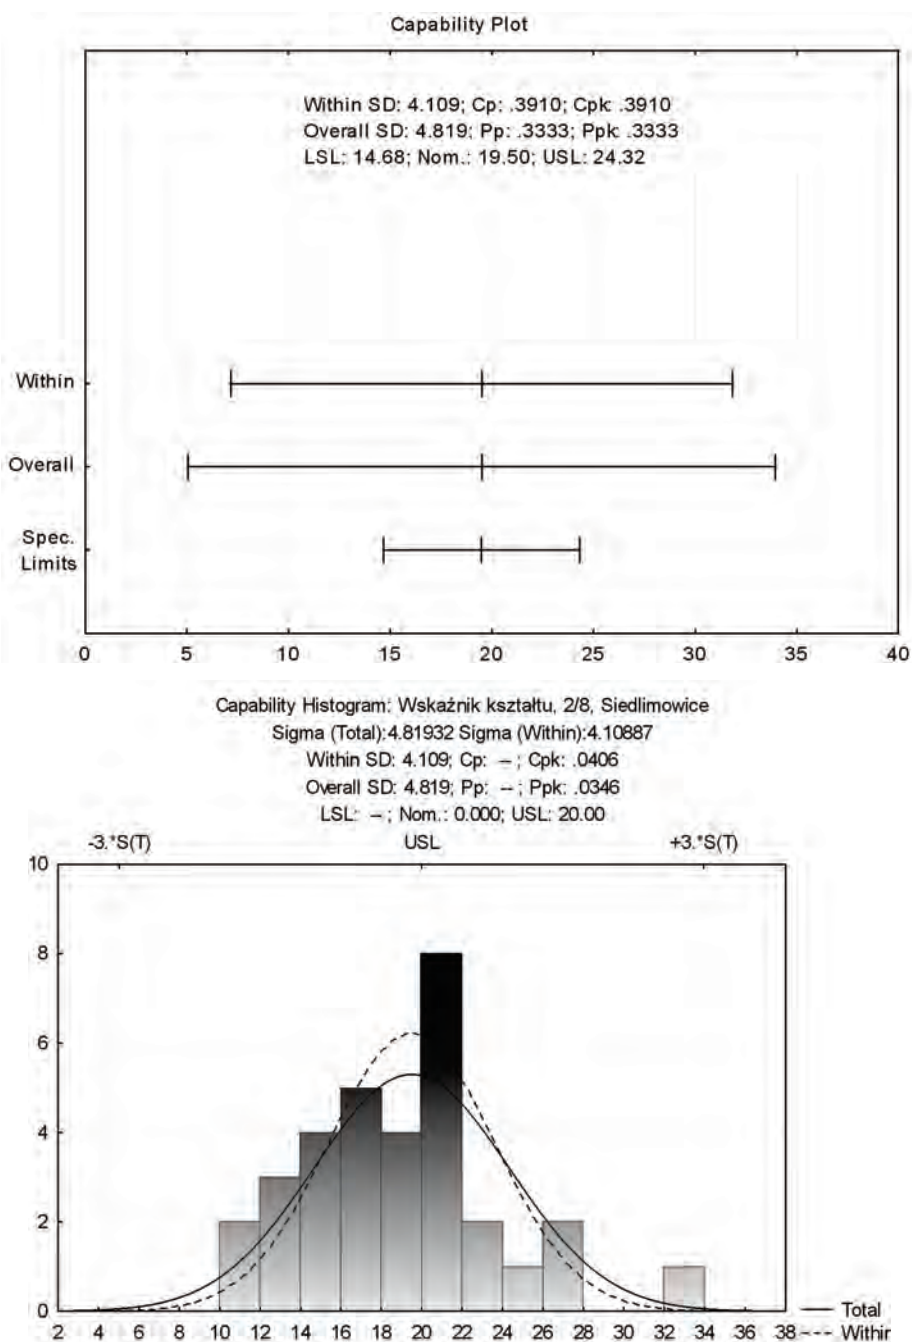 Capability Plot
Within SD: 4.109; Cp: .3910; Cpk: .3910
Overall SD: 4.819; Pp: .3333; Ppk: .3333
LSL: 14.68; Nom.: 19.50; USL: 24.32
Within
Overall
Spec.
Limits
0 5 10 15 20 25 30 35 40
Capability Histogram: Wskaźnik kształtu, 2/8, Siedlimowice
Sigma (Total):4.81932 Sigma (Within):4.10887
Within SD: 4.109; Cp: --; Cpk: .0406
Overall SD: 4.819; Pp: --; Ppk: .0346
LSL: --; Nom.: 0.000; USL: 20.00
-3.*S(T) USL +3.*S(T)
10
8
6
4
2
0
2 4 6 8 10 12 14 16 18 20 22 24 26 28 30 32 34 36 38
Total
Within